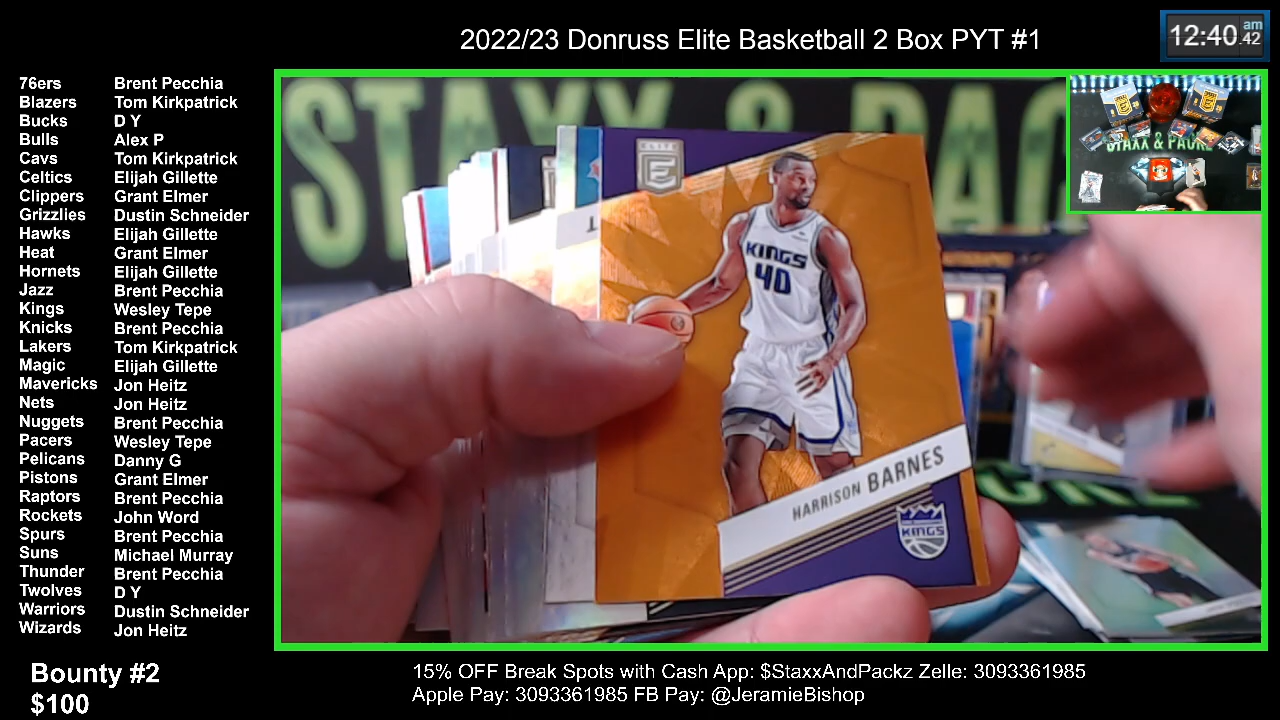 2022/23 Donruss Elite Basketball 2 Box PYT #1
12:40.42 am
76ers Brent Pecchia
Blazers Tom Kirkpatrick
Bucks D Y
Bulls Alex P
Cavs Tom Kirkpatrick
Celtics Elijah Gillette
Clippers Grant Elmer
Grizzlies Dustin Schneider
Hawks Elijah Gillette
Heat Grant Elmer
Hornets Elijah Gillette
Jazz Brent Pecchia
Kings Wesley Tepe
Knicks Brent Pecchia
Lakers Tom Kirkpatrick
Magic Elijah Gillette
Mavericks Jon Heitz
Nets Jon Heitz
Nuggets Brent Pecchia
Pacers Wesley Tepe
Pelicans Danny G
Pistons Grant Elmer
Raptors Brent Pecchia
Rockets John Word
Spurs Brent Pecchia
Suns Michael Murray
Thunder Brent Pecchia
Twolves D Y
Warriors Dustin Schneider
Wizards Jon Heitz
Bounty #2
$100
STAXX & PACK
ELITE
E
KINGS
40
HARRISON BARNES
KINGS
STAXX & PACKZ
15% OFF Break Spots with Cash App: $StaxxAndPackz Zelle: 3093361985
Apple Pay: 3093361985 FB Pay: @JeramieBishop